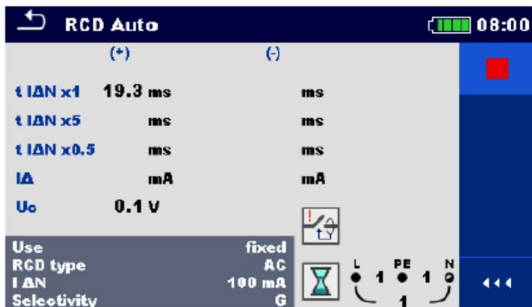 RCD Auto 08:00
(+) (-)
t IΔN x1 19.3 ms ms
t IΔN x5 ms ms
t IΔN x0.5 ms ms
IΔ mA mA
Uc 0.1 V
Use fixed
RCD type AC
I ΔN 100 mA
Selectivity G
L PE N
1 1
1